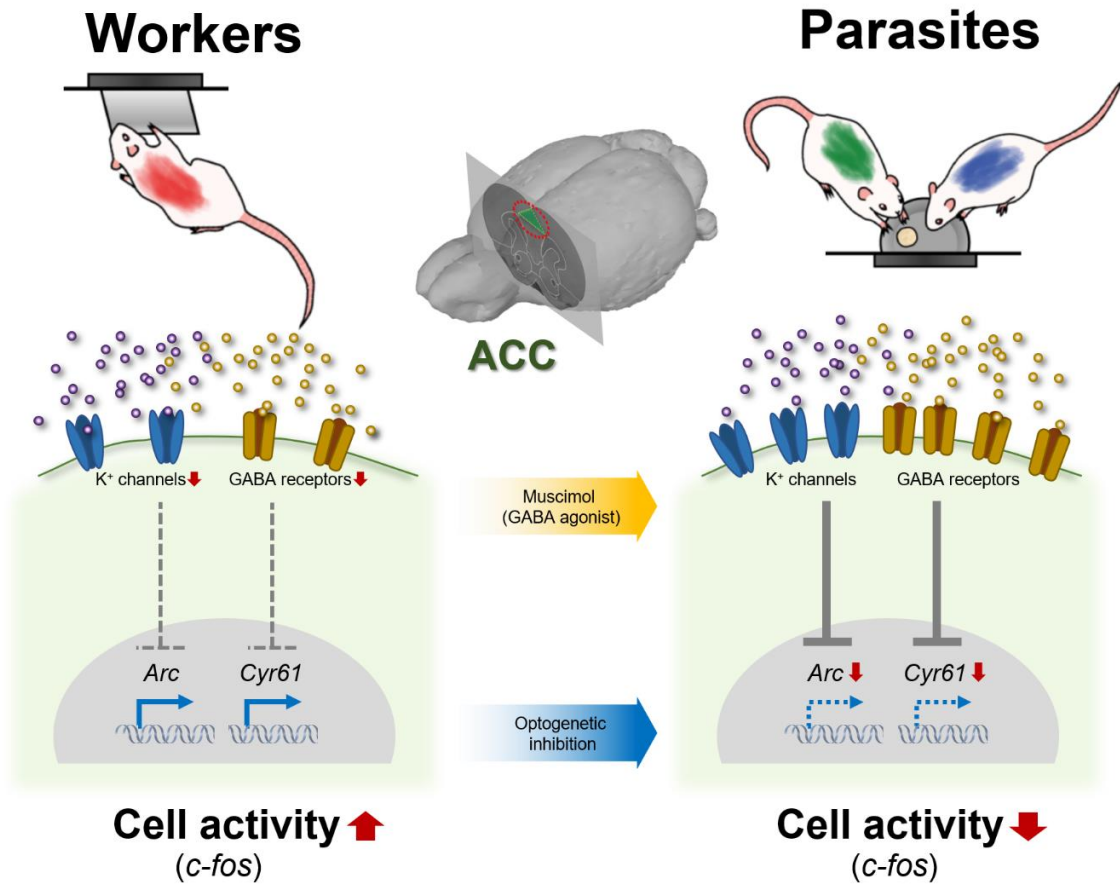 Workers
Parasites
ACC
K⁺ channels
GABA receptors
K⁺ channels
GABA receptors
Muscimol
(GABA agonist)
Arc
Cyr61
Arc
Cyr61
Optogenetic
inhibition
Cell activity
(c-fos)
Cell activity
(c-fos)